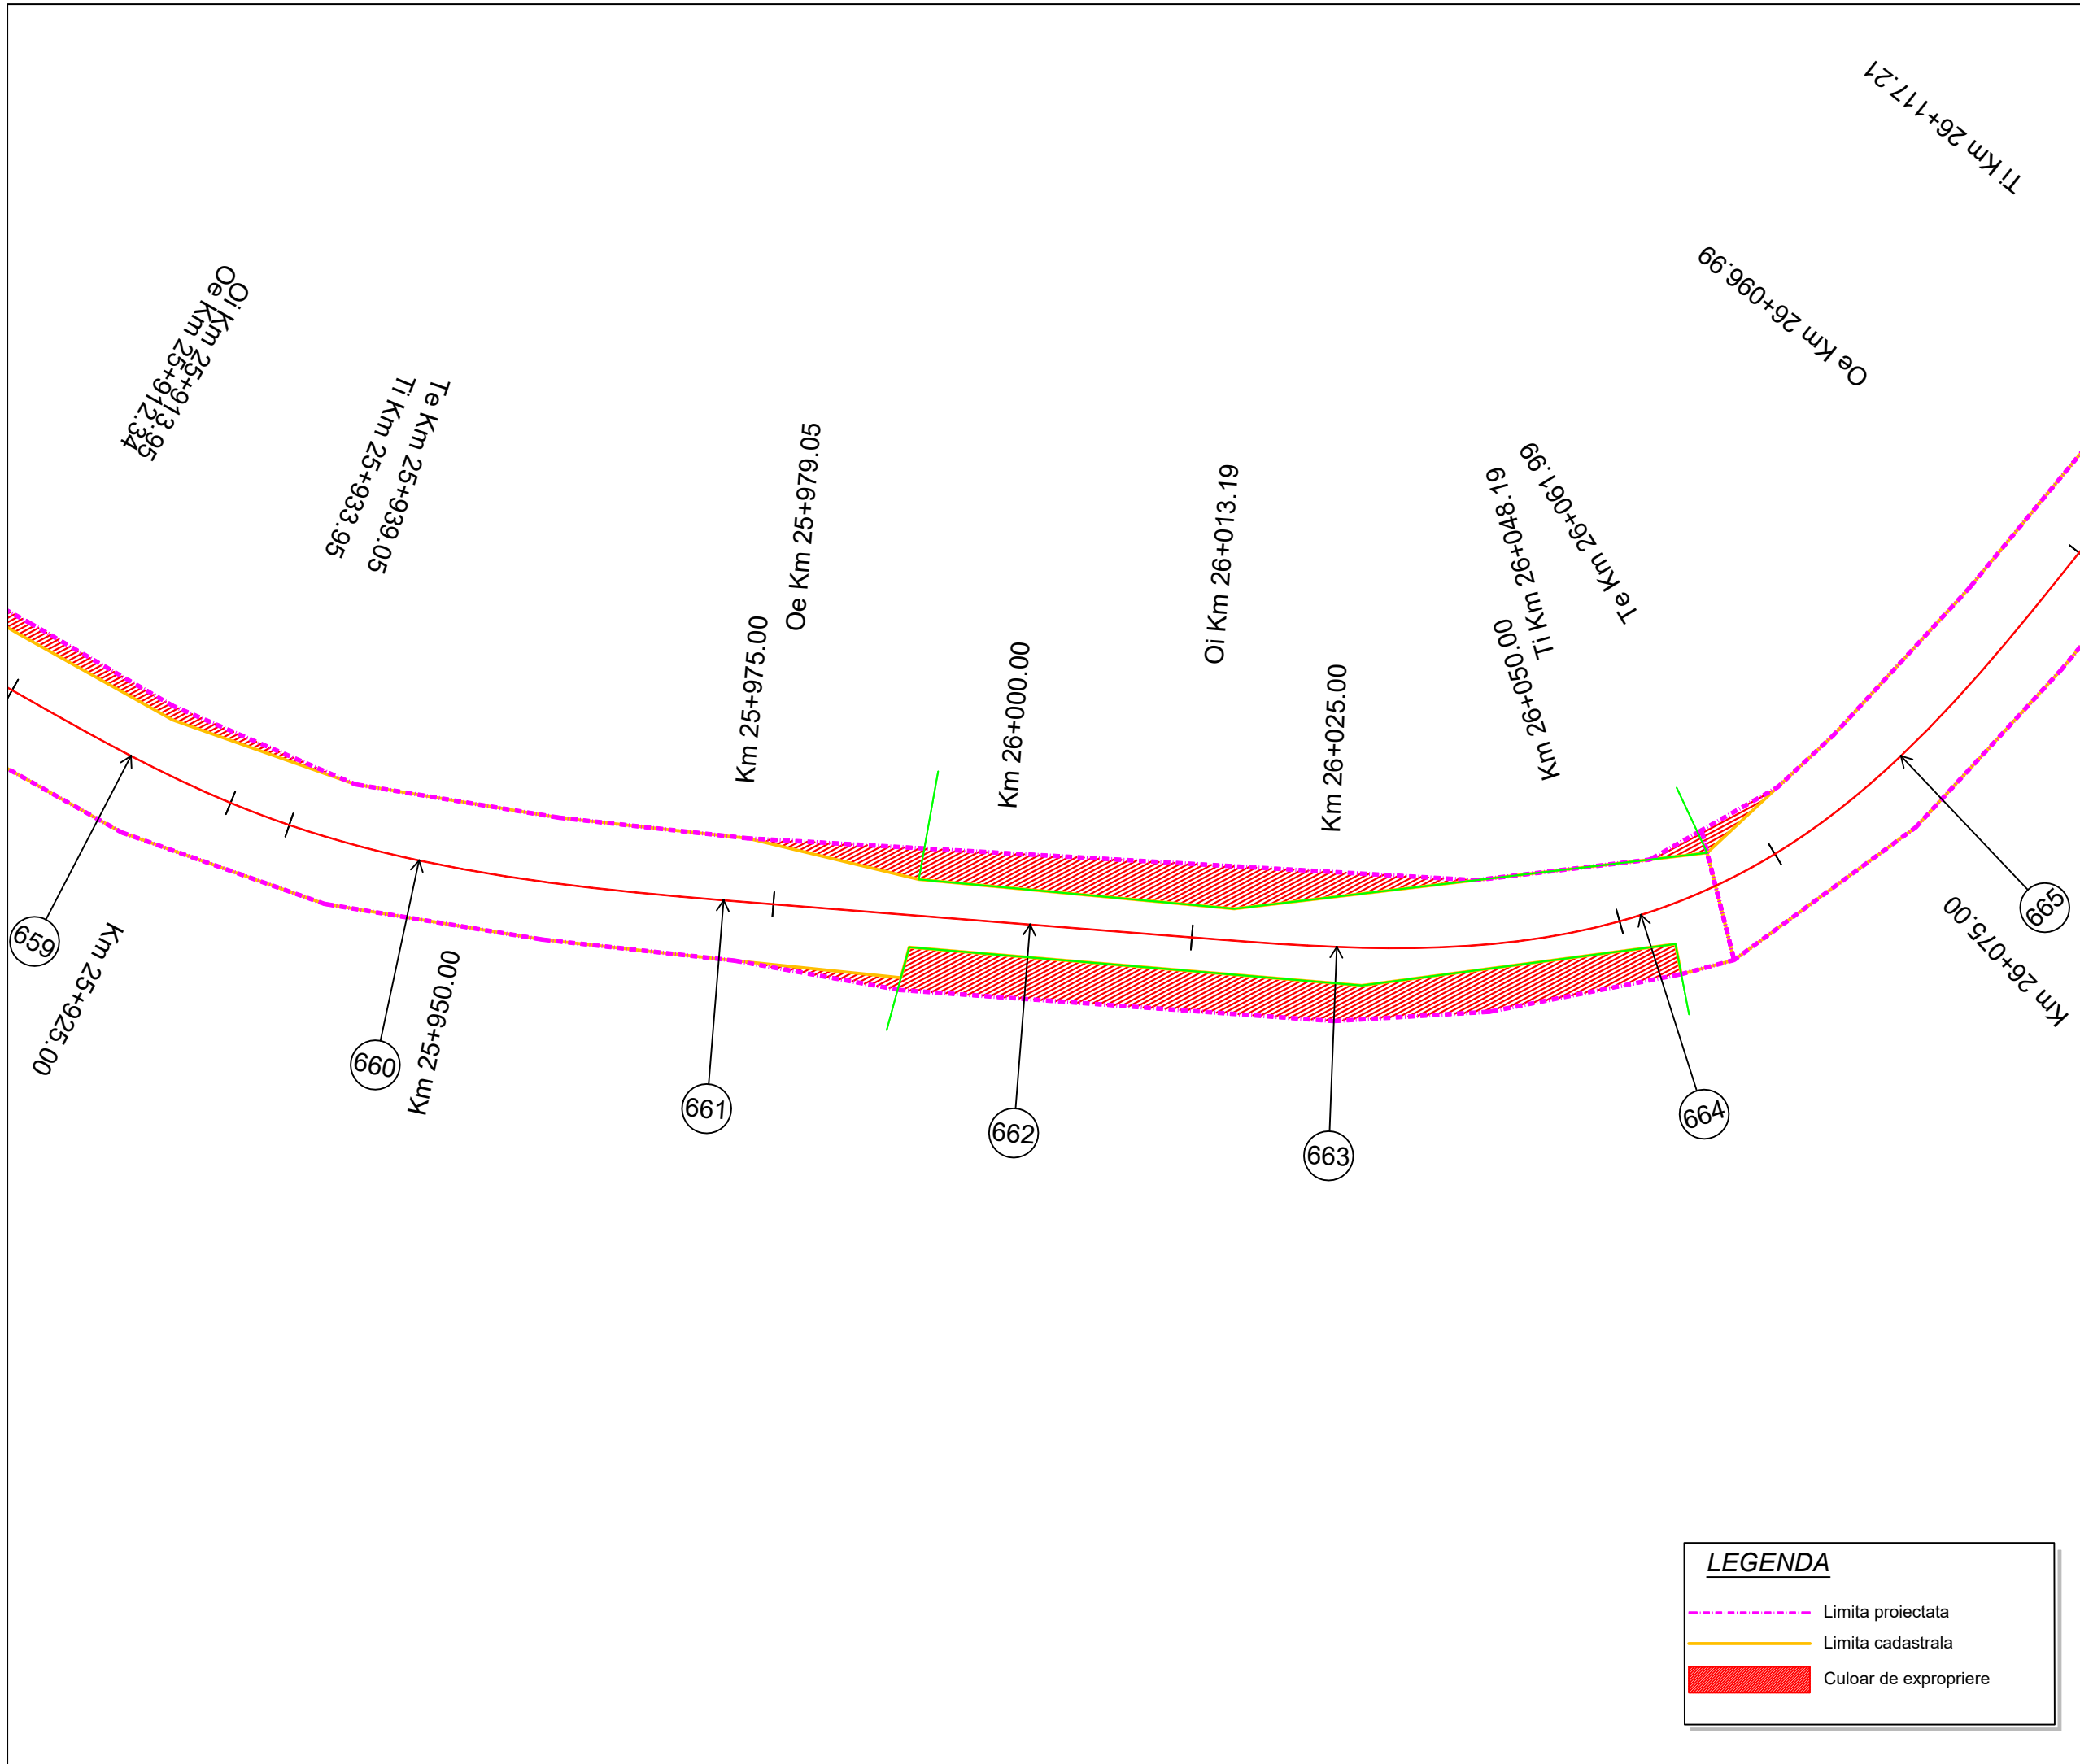 Ti Km 26+117.21
Oe Km 26+096.99
Oi Km 25+913.95
Oe Km 25+912.34
Te Km 25+939.05
Ti Km 25+933.95
Oe Km 25+979.05
Oi Km 26+013.19
Ti Km 26+048.19
Te Km 26+061.99
Km 25+975.00
Km 26+000.00
Km 26+025.00
Km 26+050.00
659
Km 25+925.00
660
Km 25+950.00
661
662
663
664
665
Km 26+075.00
LEGENDA
Limita proiectata
Limita cadastrala
Culoar de expropriere